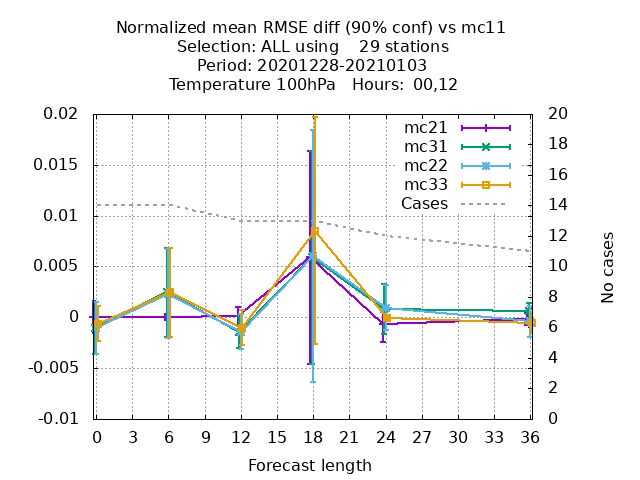 Normalized mean RMSE diff (90% conf) vs mc11
Selection: ALL using    29 stations
Period: 20201228-20210103
Temperature 100hPa   Hours:  00,12
0.02
0.015
0.01
0.005
0
-0.005
-0.01
20
18
16
14
12
10
8
6
4
2
0
mc21
mc31
mc22
mc33
Cases
No cases
0 3 6 9 12 15 18 21 24 27 30 33 36
Forecast length